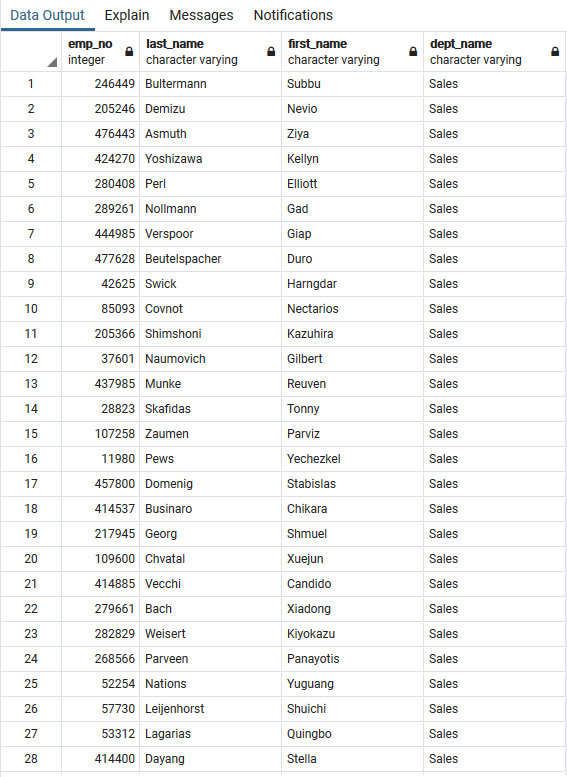 Data Output Explain Messages Notifications
emp_no last_name first_name dept_name
integer character varying character varying character varying
1 246449 Bultermann Subbu Sales
2 205246 Demizu Nevio Sales
3 476443 Asmuth Ziya Sales
4 424270 Yoshizawa Kellyn Sales
5 280408 Perl Elliott Sales
6 289261 Nollmann Gad Sales
7 444985 Verspoor Giap Sales
8 477628 Beutelspacher Duro Sales
9 42625 Swick Harngdar Sales
10 85093 Covnot Nectarios Sales
11 205366 Shimshoni Kazuhira Sales
12 37601 Naumovich Gilbert Sales
13 437985 Munke Reuven Sales
14 28823 Skafidas Tonny Sales
15 107258 Zaumen Parviz Sales
16 11980 Pews Yechezkel Sales
17 457800 Domenig Stabislas Sales
18 414537 Businaro Chikara Sales
19 217945 Georg Shmuel Sales
20 109600 Chvatal Xuejun Sales
21 414885 Vecchi Candido Sales
22 279661 Bach Xiadong Sales
23 282829 Weisert Kiyokazu Sales
24 268566 Parveen Panayotis Sales
25 52254 Nations Yuguang Sales
26 57730 Leijenhorst Shuichi Sales
27 53312 Lagarias Quingbo Sales
28 414400 Dayang Stella Sales